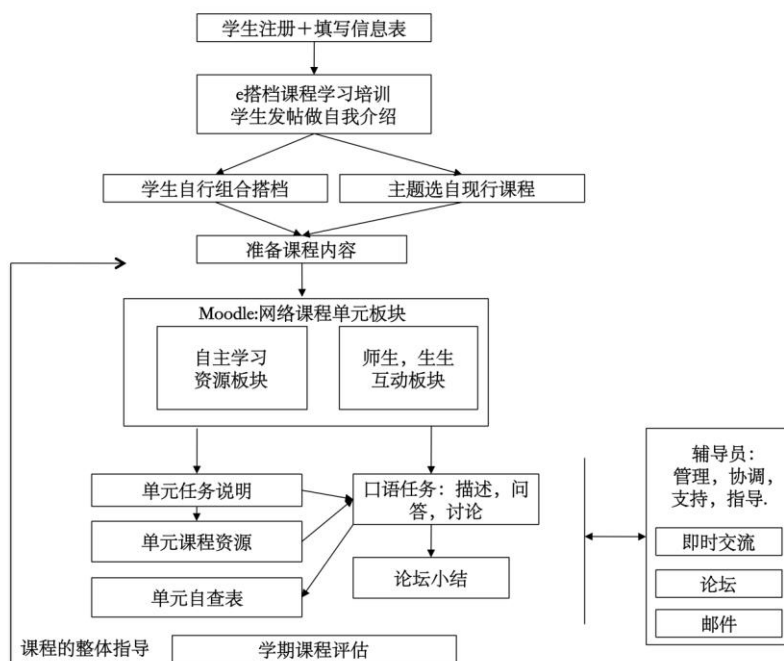 学生注册＋填写信息表
e搭档课程学习培训
学生发帖做自我介绍
学生自行组合搭档
主题选自现行课程
准备课程内容
Moodle:网络课程单元板块
自主学习
资源板块
师生，生生
互动板块
单元任务说明
口语任务：描述，问
答，讨论
单元课程资源
论坛小结
单元自查表
辅导员：
管理，协调，
支持，指导.
即时交流
论坛
邮件
课程的整体指导
学期课程评估